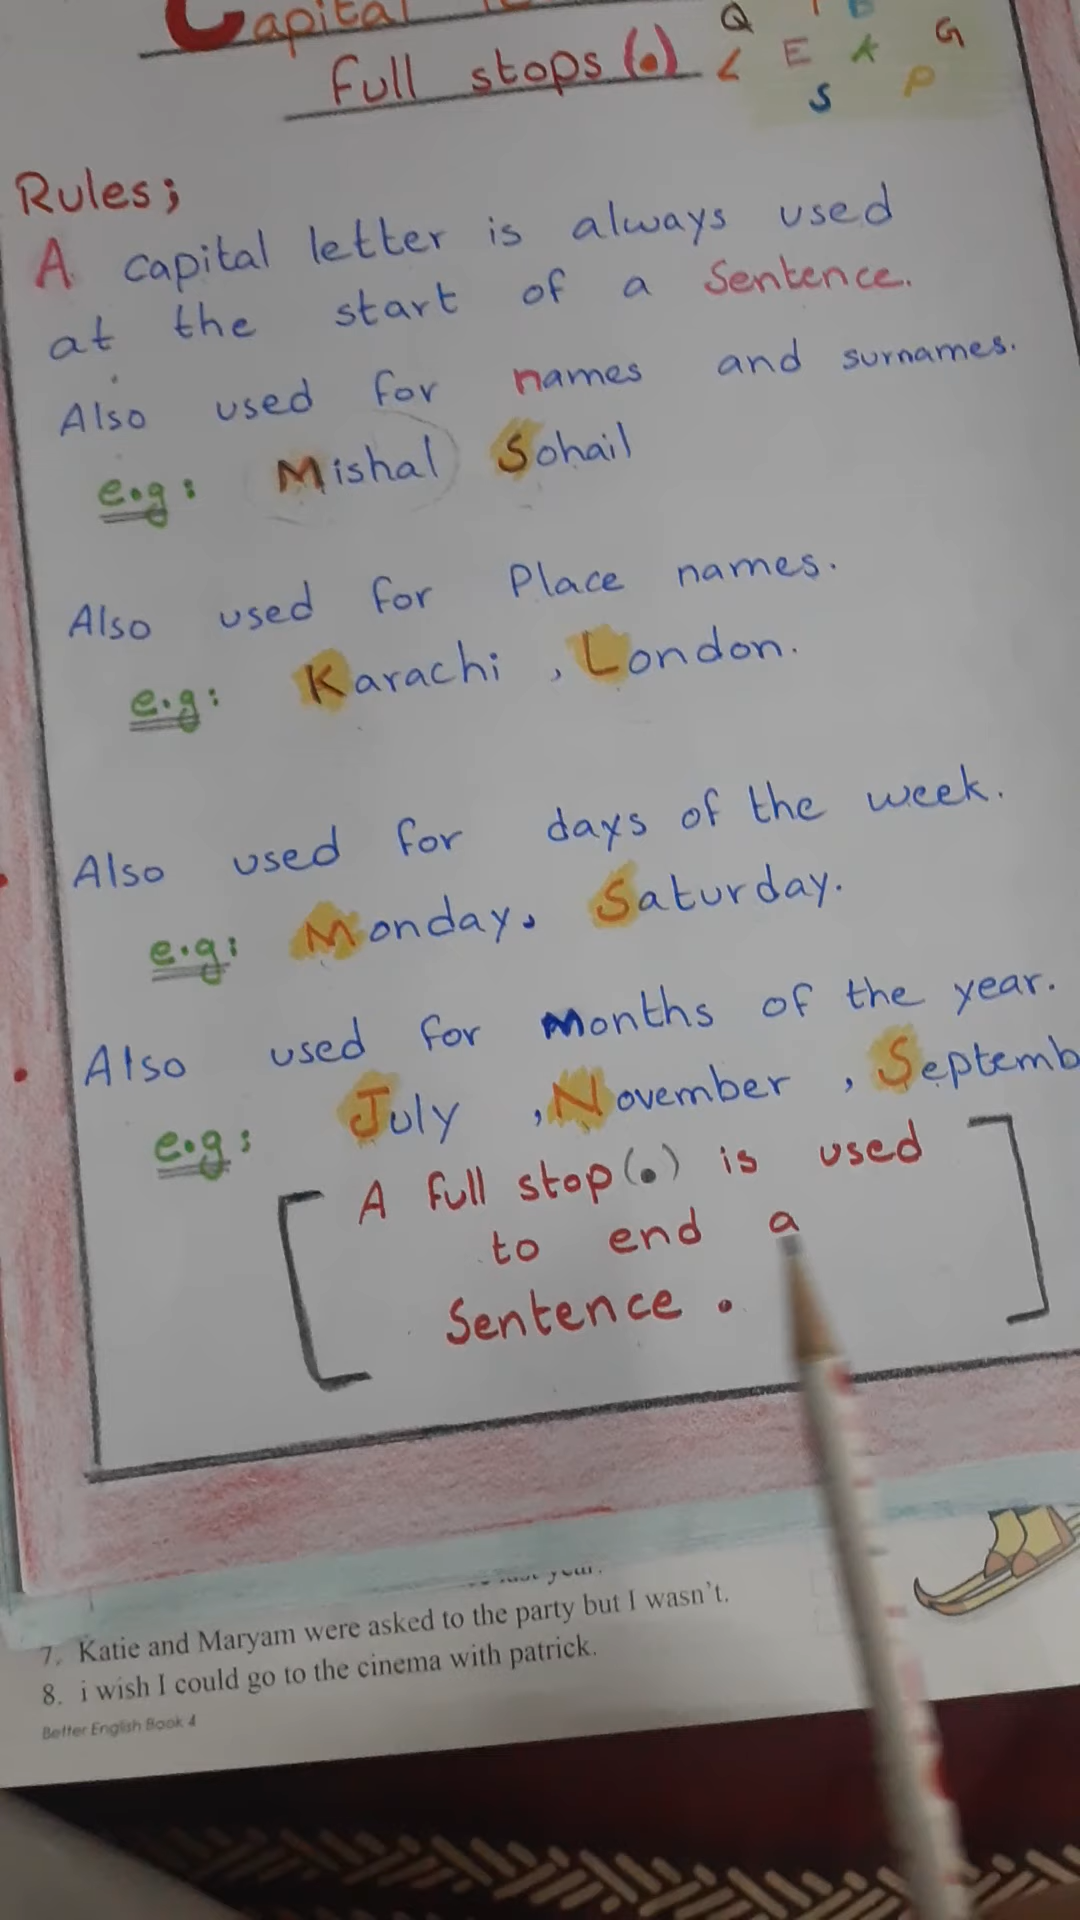 Capital
full stops (.)
Q
B
L E A G
S P
Rules;
A capital letter is always used
at the start of a Sentence.
Also used for names and surnames.
e.g: Mishal Sohail
Also used for Place names.
e.g: Karachi , London.
Also used for days of the week.
e.g: Monday, Saturday.
Also used for Months of the year.
e.g: July , November , Septemb
A full stop (.) is used
to end a
Sentence .
year.
7. Katie and Maryam were asked to the party but I wasn't.
8. i wish I could go to the cinema with patrick.
Better English Book 4